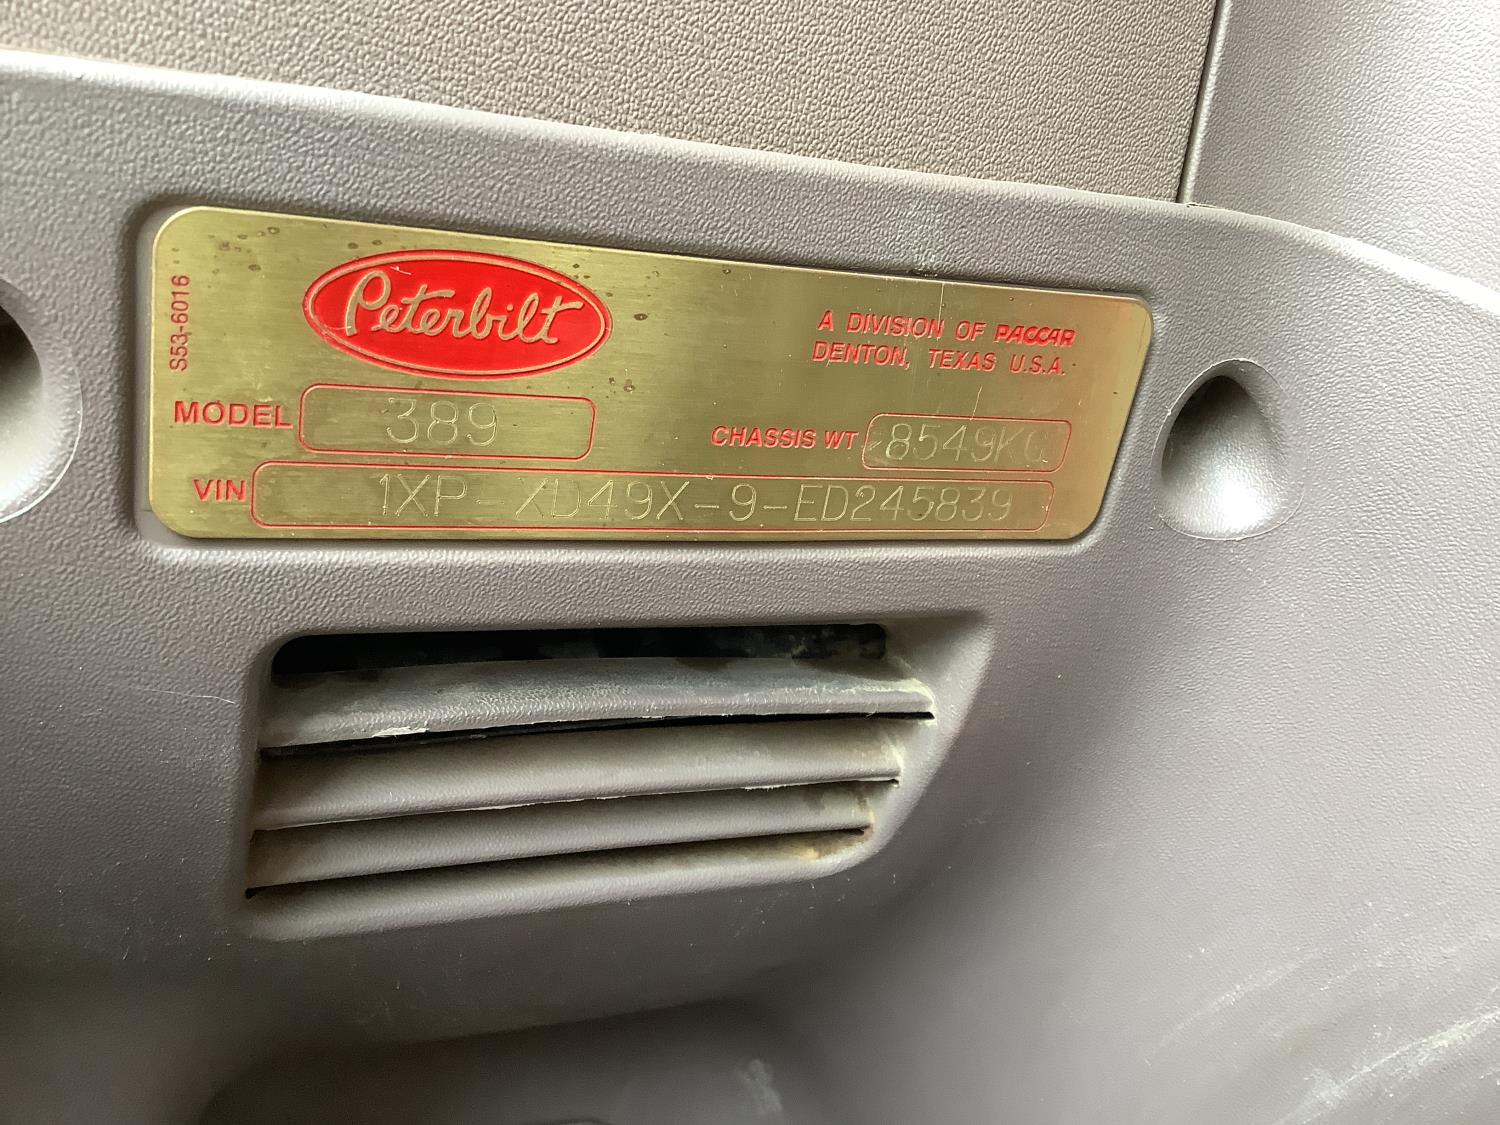 S53-6016
Peterbilt
A DIVISION OF PACCAR
DENTON, TEXAS U.S.A.
MODEL 389
CHASSIS WT 8549KG
VIN 1XP-XD49X-9-ED245839